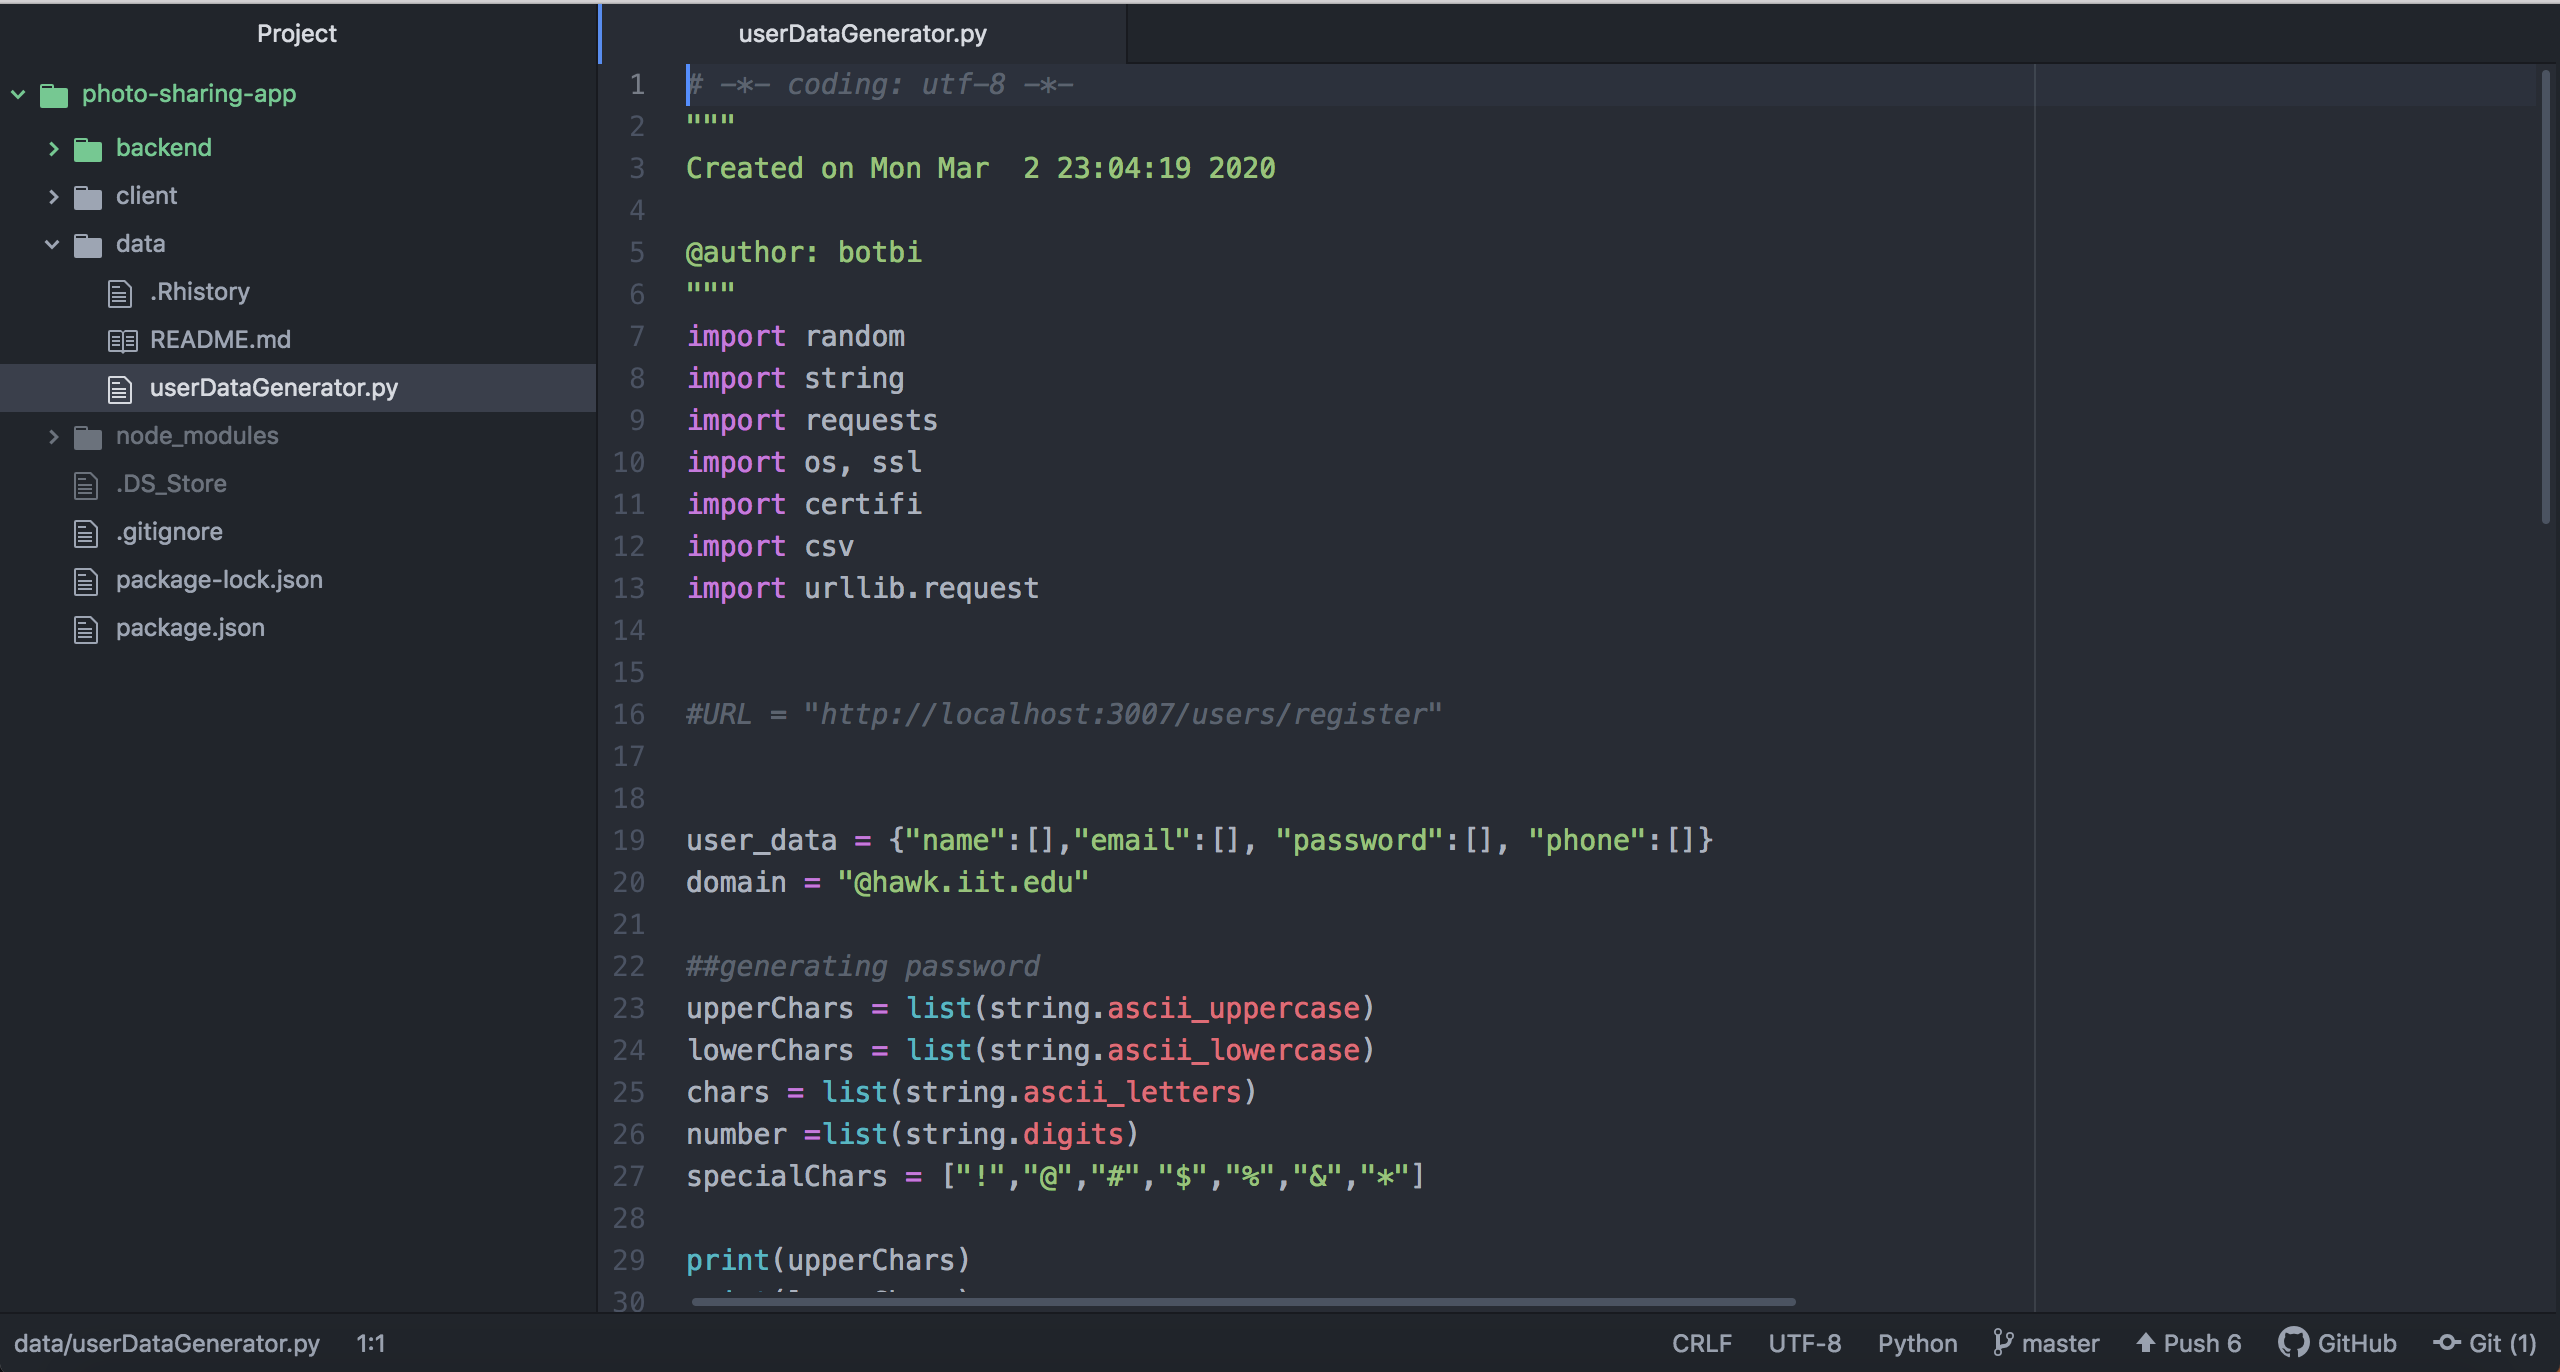 Project
photo-sharing-app
backend
client
data
.Rhistory
README.md
userDataGenerator.py
node_modules
.DS_Store
.gitignore
package-lock.json
package.json
userDataGenerator.py
1 # -*- coding: utf-8 -*-
2 """
3 Created on Mon Mar  2 23:04:19 2020
4
5 @author: botbi
6 """
7 import random
8 import string
9 import requests
10 import os, ssl
11 import certifi
12 import csv
13 import urllib.request
14
15
16 #URL = "http://localhost:3007/users/register"
17
18
19 user_data = {"name":[],"email":[], "password":[], "phone":[]}
20 domain = "@hawk.iit.edu"
21
22 ##generating password
23 upperChars = list(string.ascii_uppercase)
24 lowerChars = list(string.ascii_lowercase)
25 chars = list(string.ascii_letters)
26 number =list(string.digits)
27 specialChars = ["!","@","#","$","%","&","*"]
28
29 print(upperChars)
30
data/userDataGenerator.py 1:1 CRLF UTF-8 Python master Push 6 GitHub Git (1)